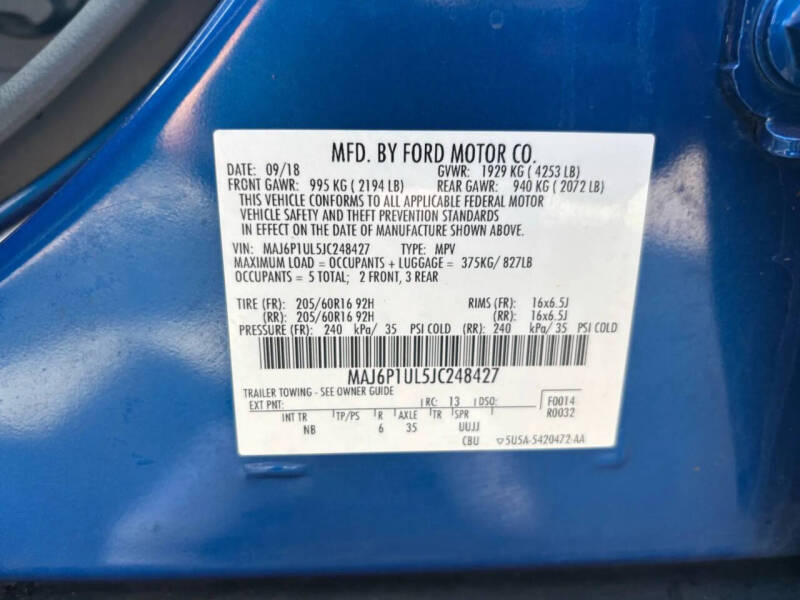 MFD. BY FORD MOTOR CO.
DATE: 09/18 GVWR: 1929 KG ( 4253 LB)
FRONT GAWR: 995 KG ( 2194 LB) REAR GAWR: 940 KG ( 2072 LB)
THIS VEHICLE CONFORMS TO ALL APPLICABLE FEDERAL MOTOR
VEHICLE SAFETY AND THEFT PREVENTION STANDARDS
IN EFFECT ON THE DATE OF MANUFACTURE SHOWN ABOVE.
VIN: MAJ6P1UL5JC248427 TYPE: MPV
MAXIMUM LOAD = OCCUPANTS + LUGGAGE = 375KG/ 827LB
OCCUPANTS = 5 TOTAL; 2 FRONT, 3 REAR
TIRE (FR): 205/60R16 92H RIMS (FR): 16x6.5J
(RR): 205/60R16 92H (RR): 16x6.5J
PRESSURE (FR): 240 kPa/ 35 PSI COLD (RR): 240 kPa/ 35 PSI COLD
MAJ6P1UL5JC248427
TRAILER TOWING - SEE OWNER GUIDE
EXT PNT: RC: 13 DSO: F0014
R0032
INT TR TP/PS R AXLE TR SPR
NB 6 35 UUJJ
CBU 5U5A-5420472-AA